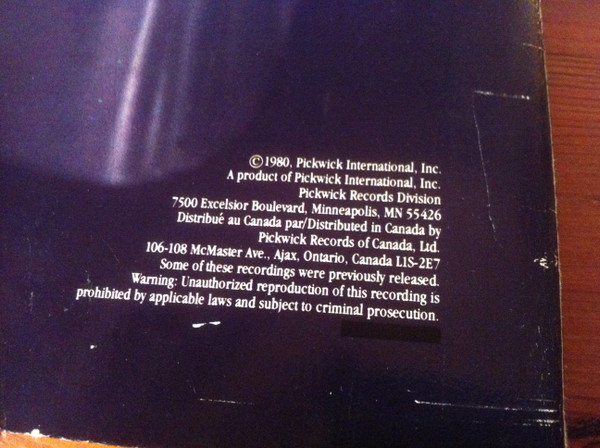 ©1980, Pickwick International, Inc.
A product of Pickwick International, Inc.
Pickwick Records Division
7500 Excelsior Boulevard, Minneapolis, MN 55426
Distribué au Canada par/Distributed in Canada by
Pickwick Records of Canada, Ltd.
106-108 McMaster Ave., Ajax, Ontario, Canada L1S-2E7
Some of these recordings were previously released.
Warning: Unauthorized reproduction of this recording is
prohibited by applicable laws and subject to criminal prosecution.